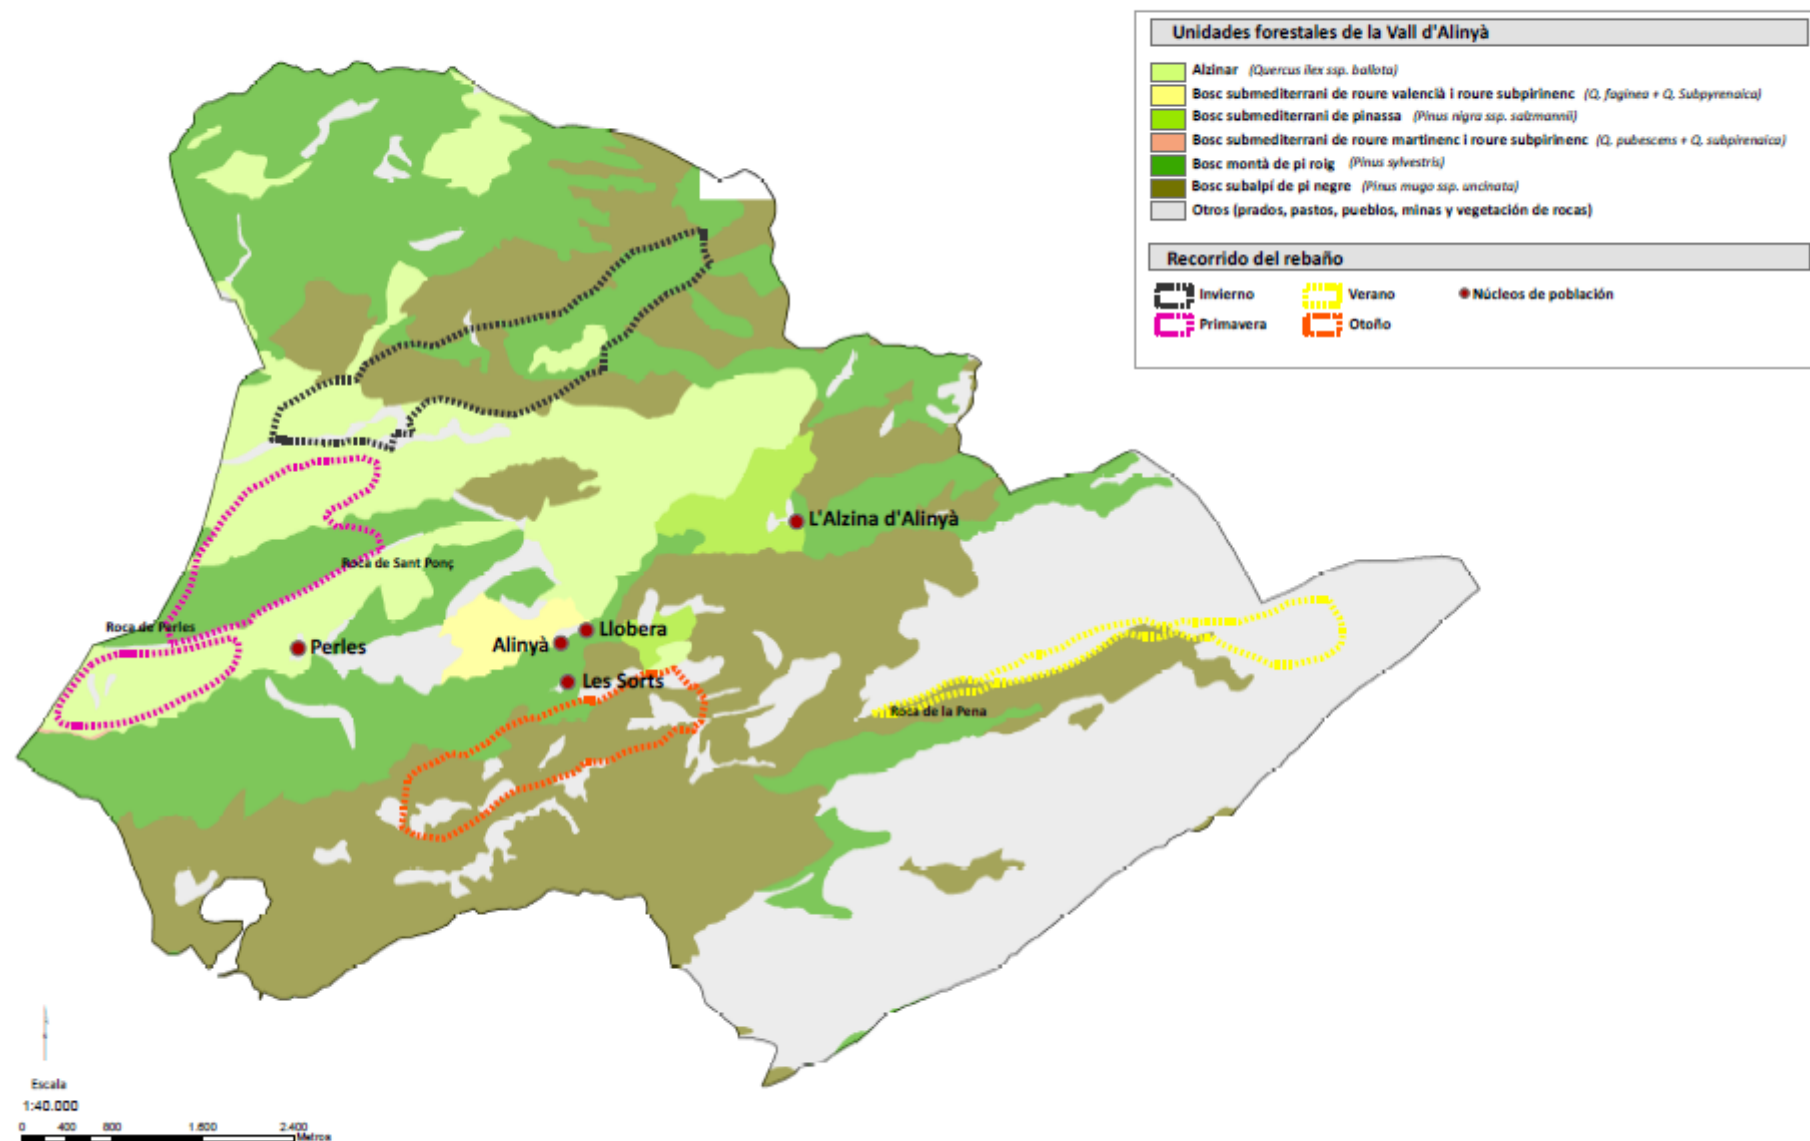 Unidades forestales de la Vall d'Alinyà
Alzinar (Quercus ilex ssp. ballota)
Bosc submediterrani de roure valencià i roure subpirinenc (Q. faginea + Q. Subpyrenaica)
Bosc submediterrani de pinassa (Pinus nigra ssp. salzmannii)
Bosc submediterrani de roure martinenc i roure subpirinenc (Q. pubescens + Q. subpirenaica)
Bosc montà de pi roig (Pinus sylvestris)
Bosc subalpí de pi negre (Pinus mugo ssp. uncinata)
Otros (prados, pastos, pueblos, minas y vegetación de rocas)
Recorrido del rebaño
Invierno
Verano
Núcleos de población
Primavera
Otoño
L'Alzina d'Alinyà
Roca de Sant Ponç
Roca de Perles
Perles
Llobera
Alinyà
Les Sorts
Roca de la Pena
Escala
1:40.000
0 400 800 1.600 2.400
Metros